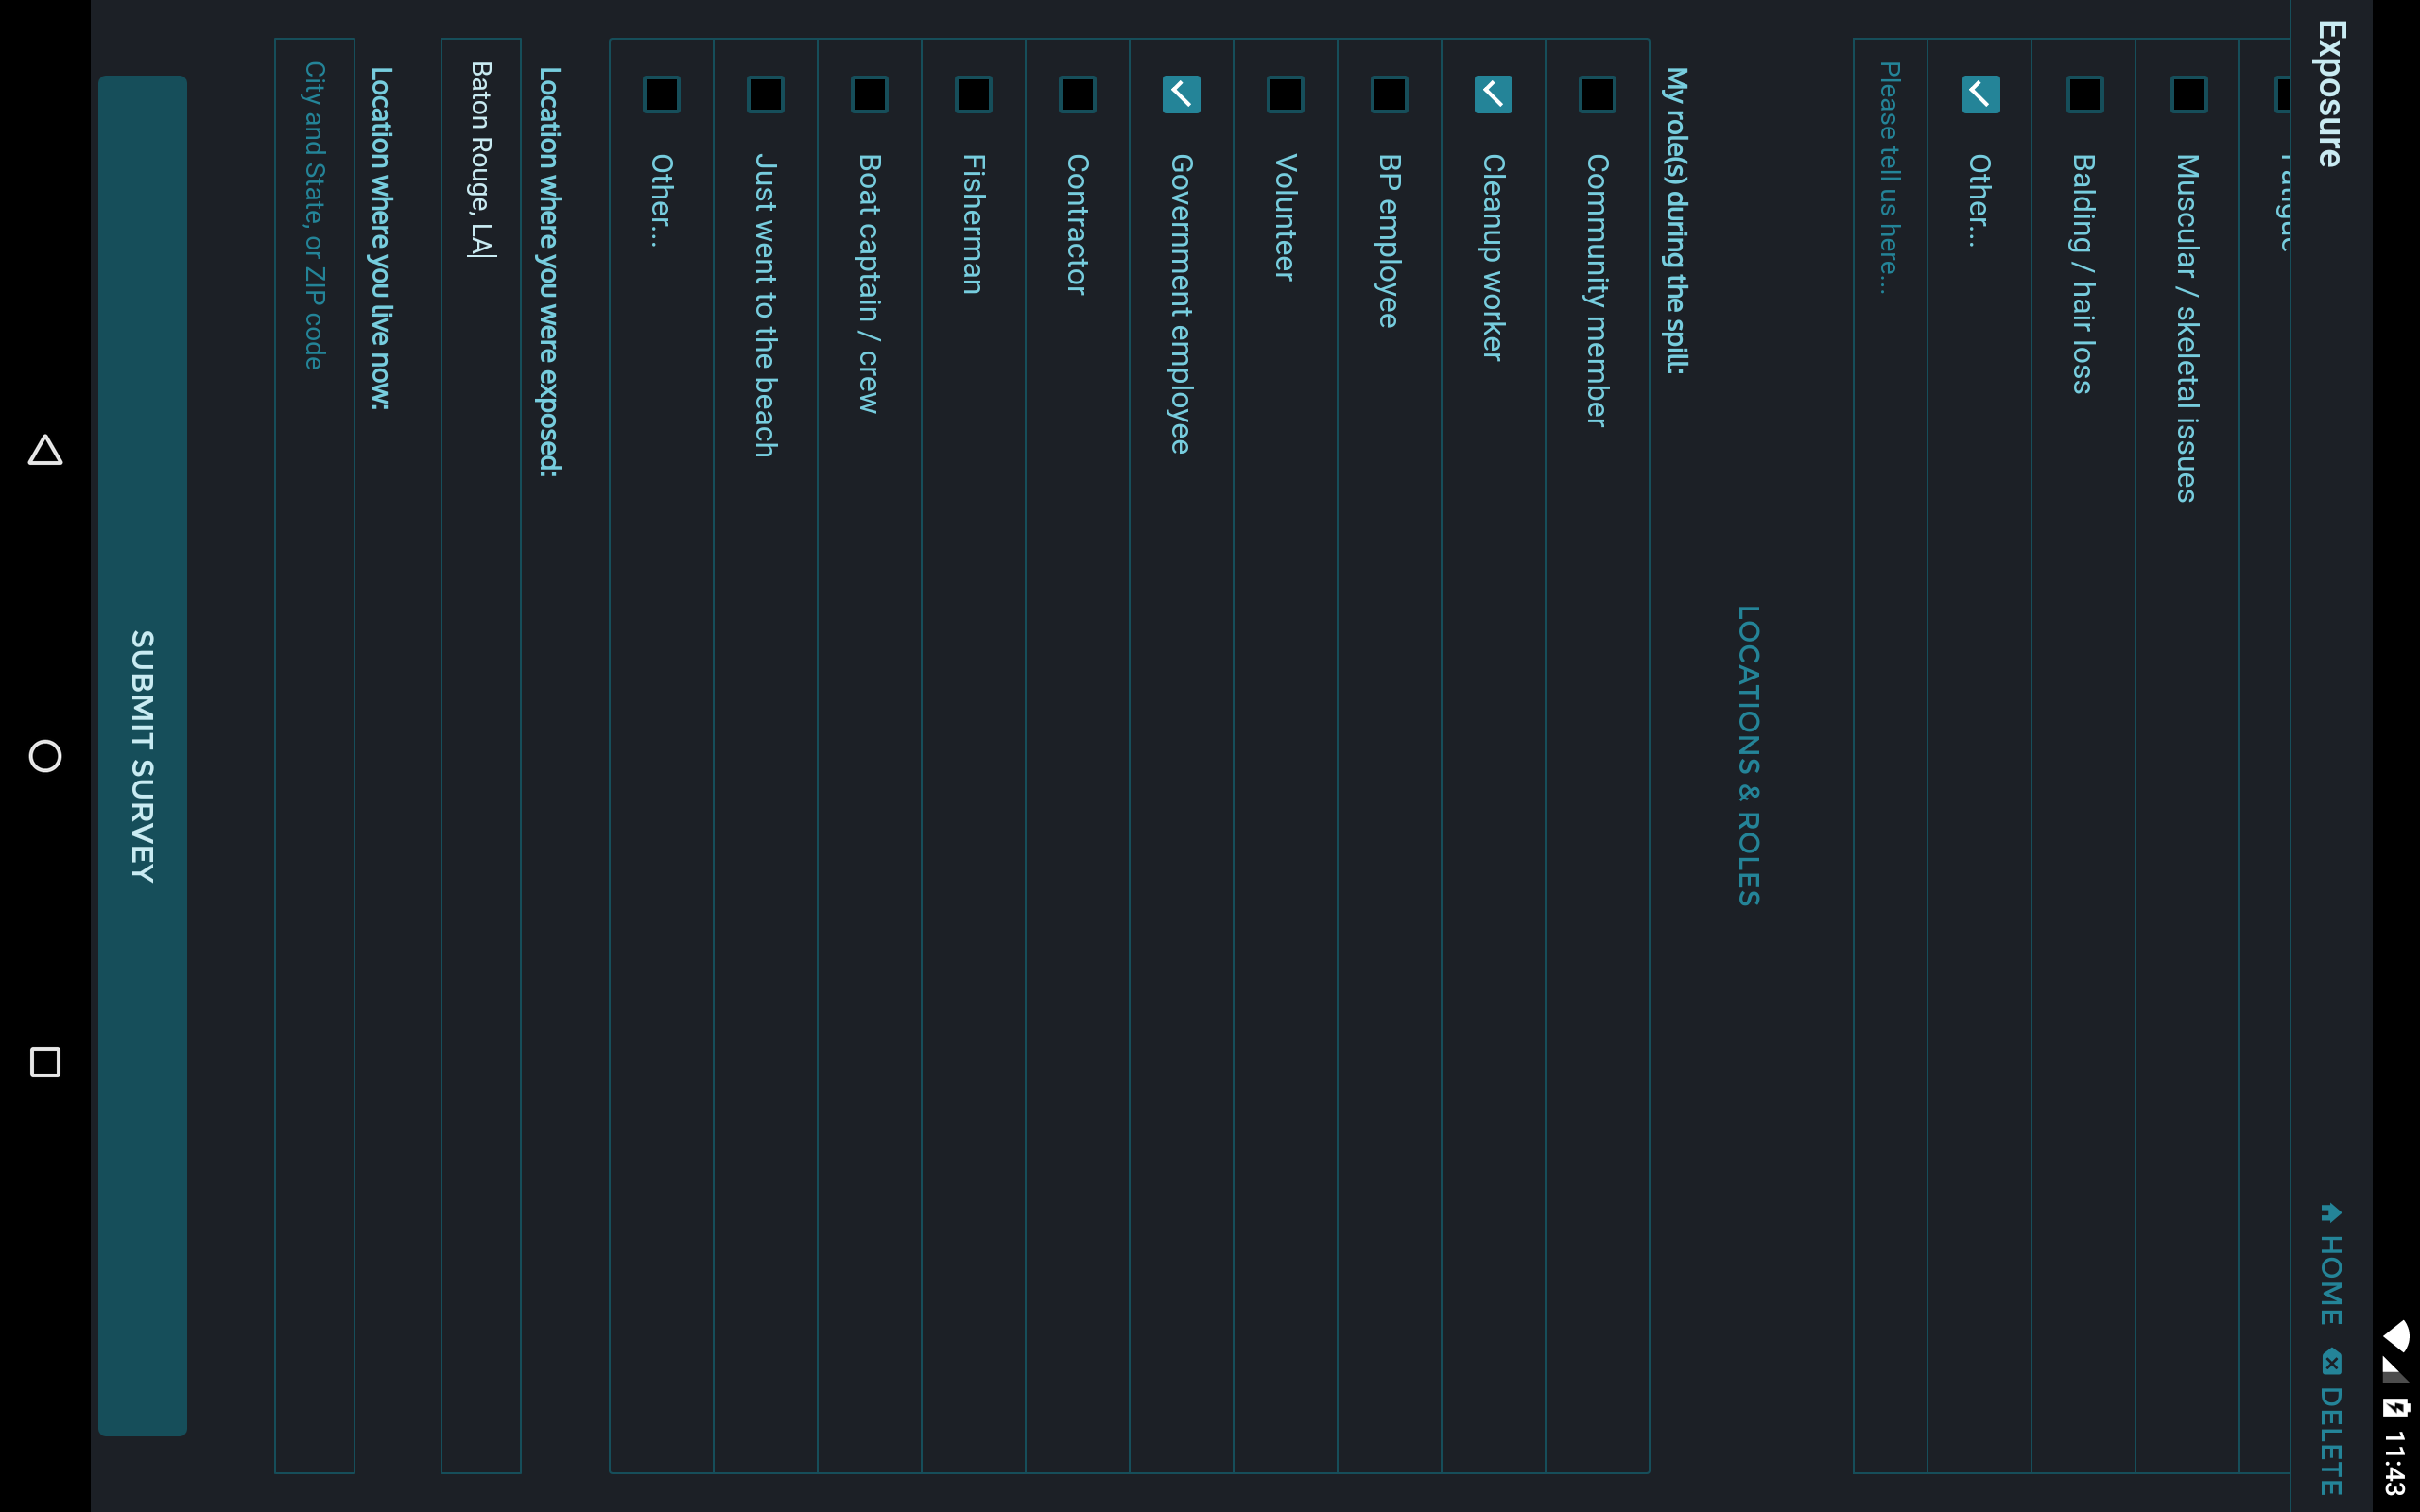 11:43
Exposure
HOME
DELETE
Muscular / skeletal issues
Balding / hair loss
Other...
Please tell us here...
LOCATIONS & ROLES
My role(s) during the spill:
Community member
Cleanup worker
BP employee
Volunteer
Government employee
Contractor
Fisherman
Boat captain / crew
Just went to the beach
Other...
Location where you were exposed:
Baton Rouge, LA
Location where you live now:
City and State, or ZIP code
SUBMIT SURVEY